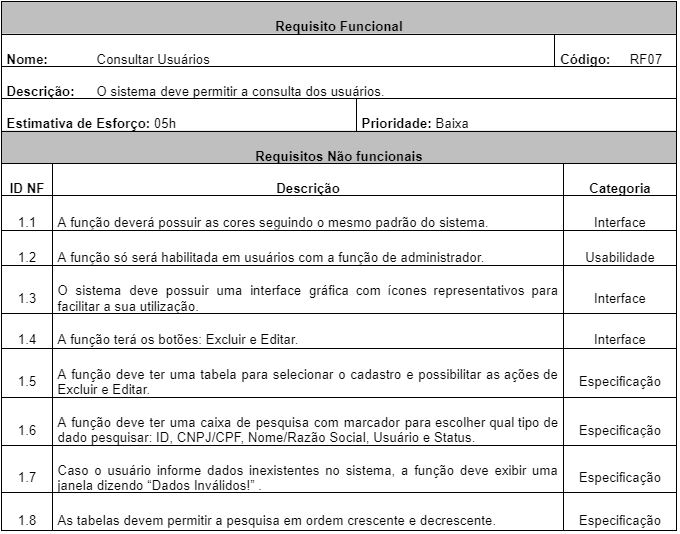 Requisito Funcional
Nome: Consultar Usuários Código: RF07
Descrição: O sistema deve permitir a consulta dos usuários.
Estimativa de Esforço: 05h Prioridade: Baixa
Requisitos Não funcionais
ID NF Descrição Categoria
1.1 A função deverá possuir as cores seguindo o mesmo padrão do sistema. Interface
1.2 A função só será habilitada em usuários com a função de administrador. Usabilidade
1.3 O sistema deve possuir uma interface gráfica com ícones representativos para Interface
facilitar a sua utilização.
1.4 A função terá os botões: Excluir e Editar. Interface
1.5 A função deve ter uma tabela para selecionar o cadastro e possibilitar as ações de Especificação
Excluir e Editar.
1.6 A função deve ter uma caixa de pesquisa com marcador para escolher qual tipo de Especificação
dado pesquisar: ID, CNPJ/CPF, Nome/Razão Social, Usuário e Status.
1.7 Caso o usuário informe dados inexistentes no sistema, a função deve exibir uma Especificação
janela dizendo “Dados Inválidos!” .
1.8 As tabelas devem permitir a pesquisa em ordem crescente e decrescente. Especificação